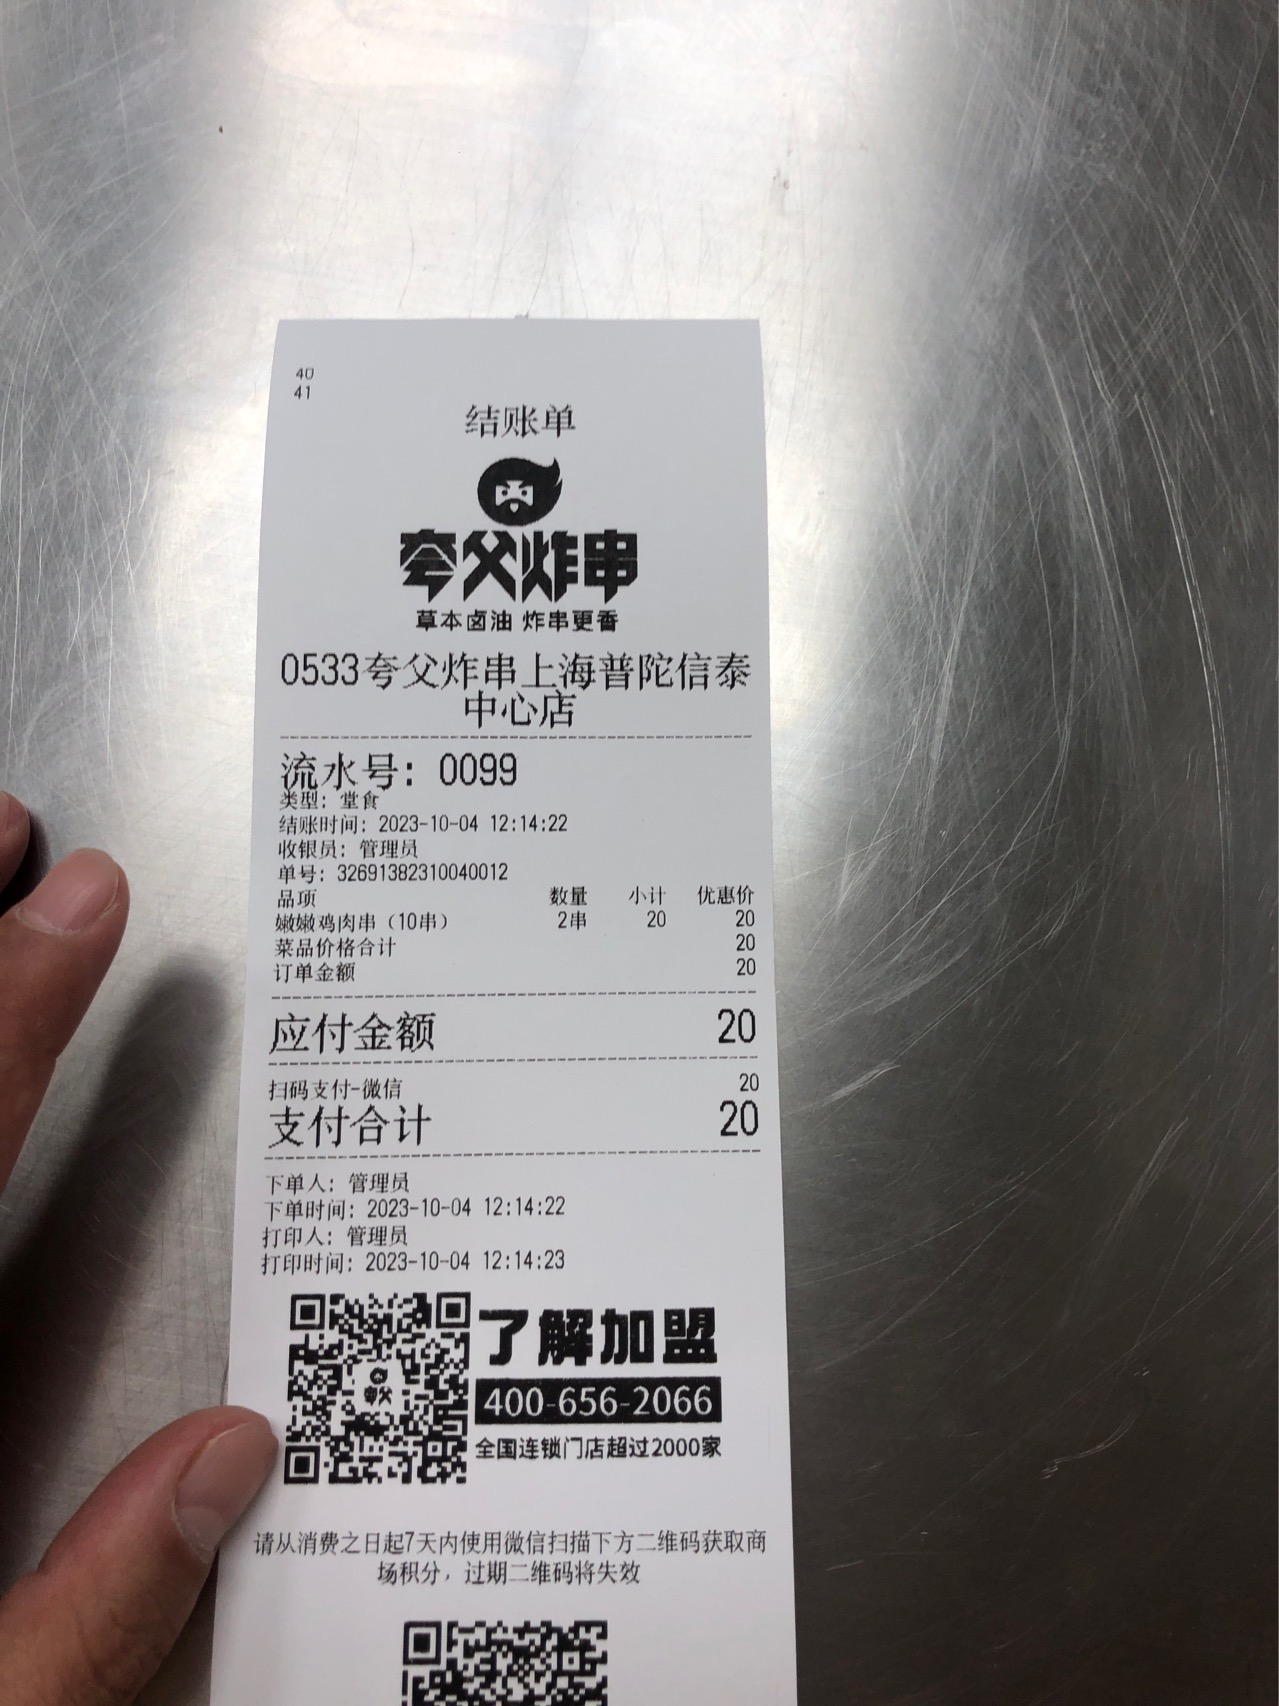 40
41
结账单
夸父炸串
草本卤油 炸串更香
0533夸父炸串上海普陀信泰
中心店
流水号: 0099
类型: 堂食
结账时间: 2023-10-04 12:14:22
收银员: 管理员
单号: 32691382310040012
品项 数量 小计 优惠价
嫩嫩鸡肉串（10串） 2串 20 20
菜品价格合计 20
订单金额 20
应付金额 20
扫码支付-微信 20
支付合计 20
下单人: 管理员
下单时间: 2023-10-04 12:14:22
打印人: 管理员
打印时间: 2023-10-04 12:14:23
夸父
了解加盟
400-656-2066
全国连锁门店超过2000家
请从消费之日起7天内使用微信扫描下方二维码获取商
场积分，过期二维码将失效